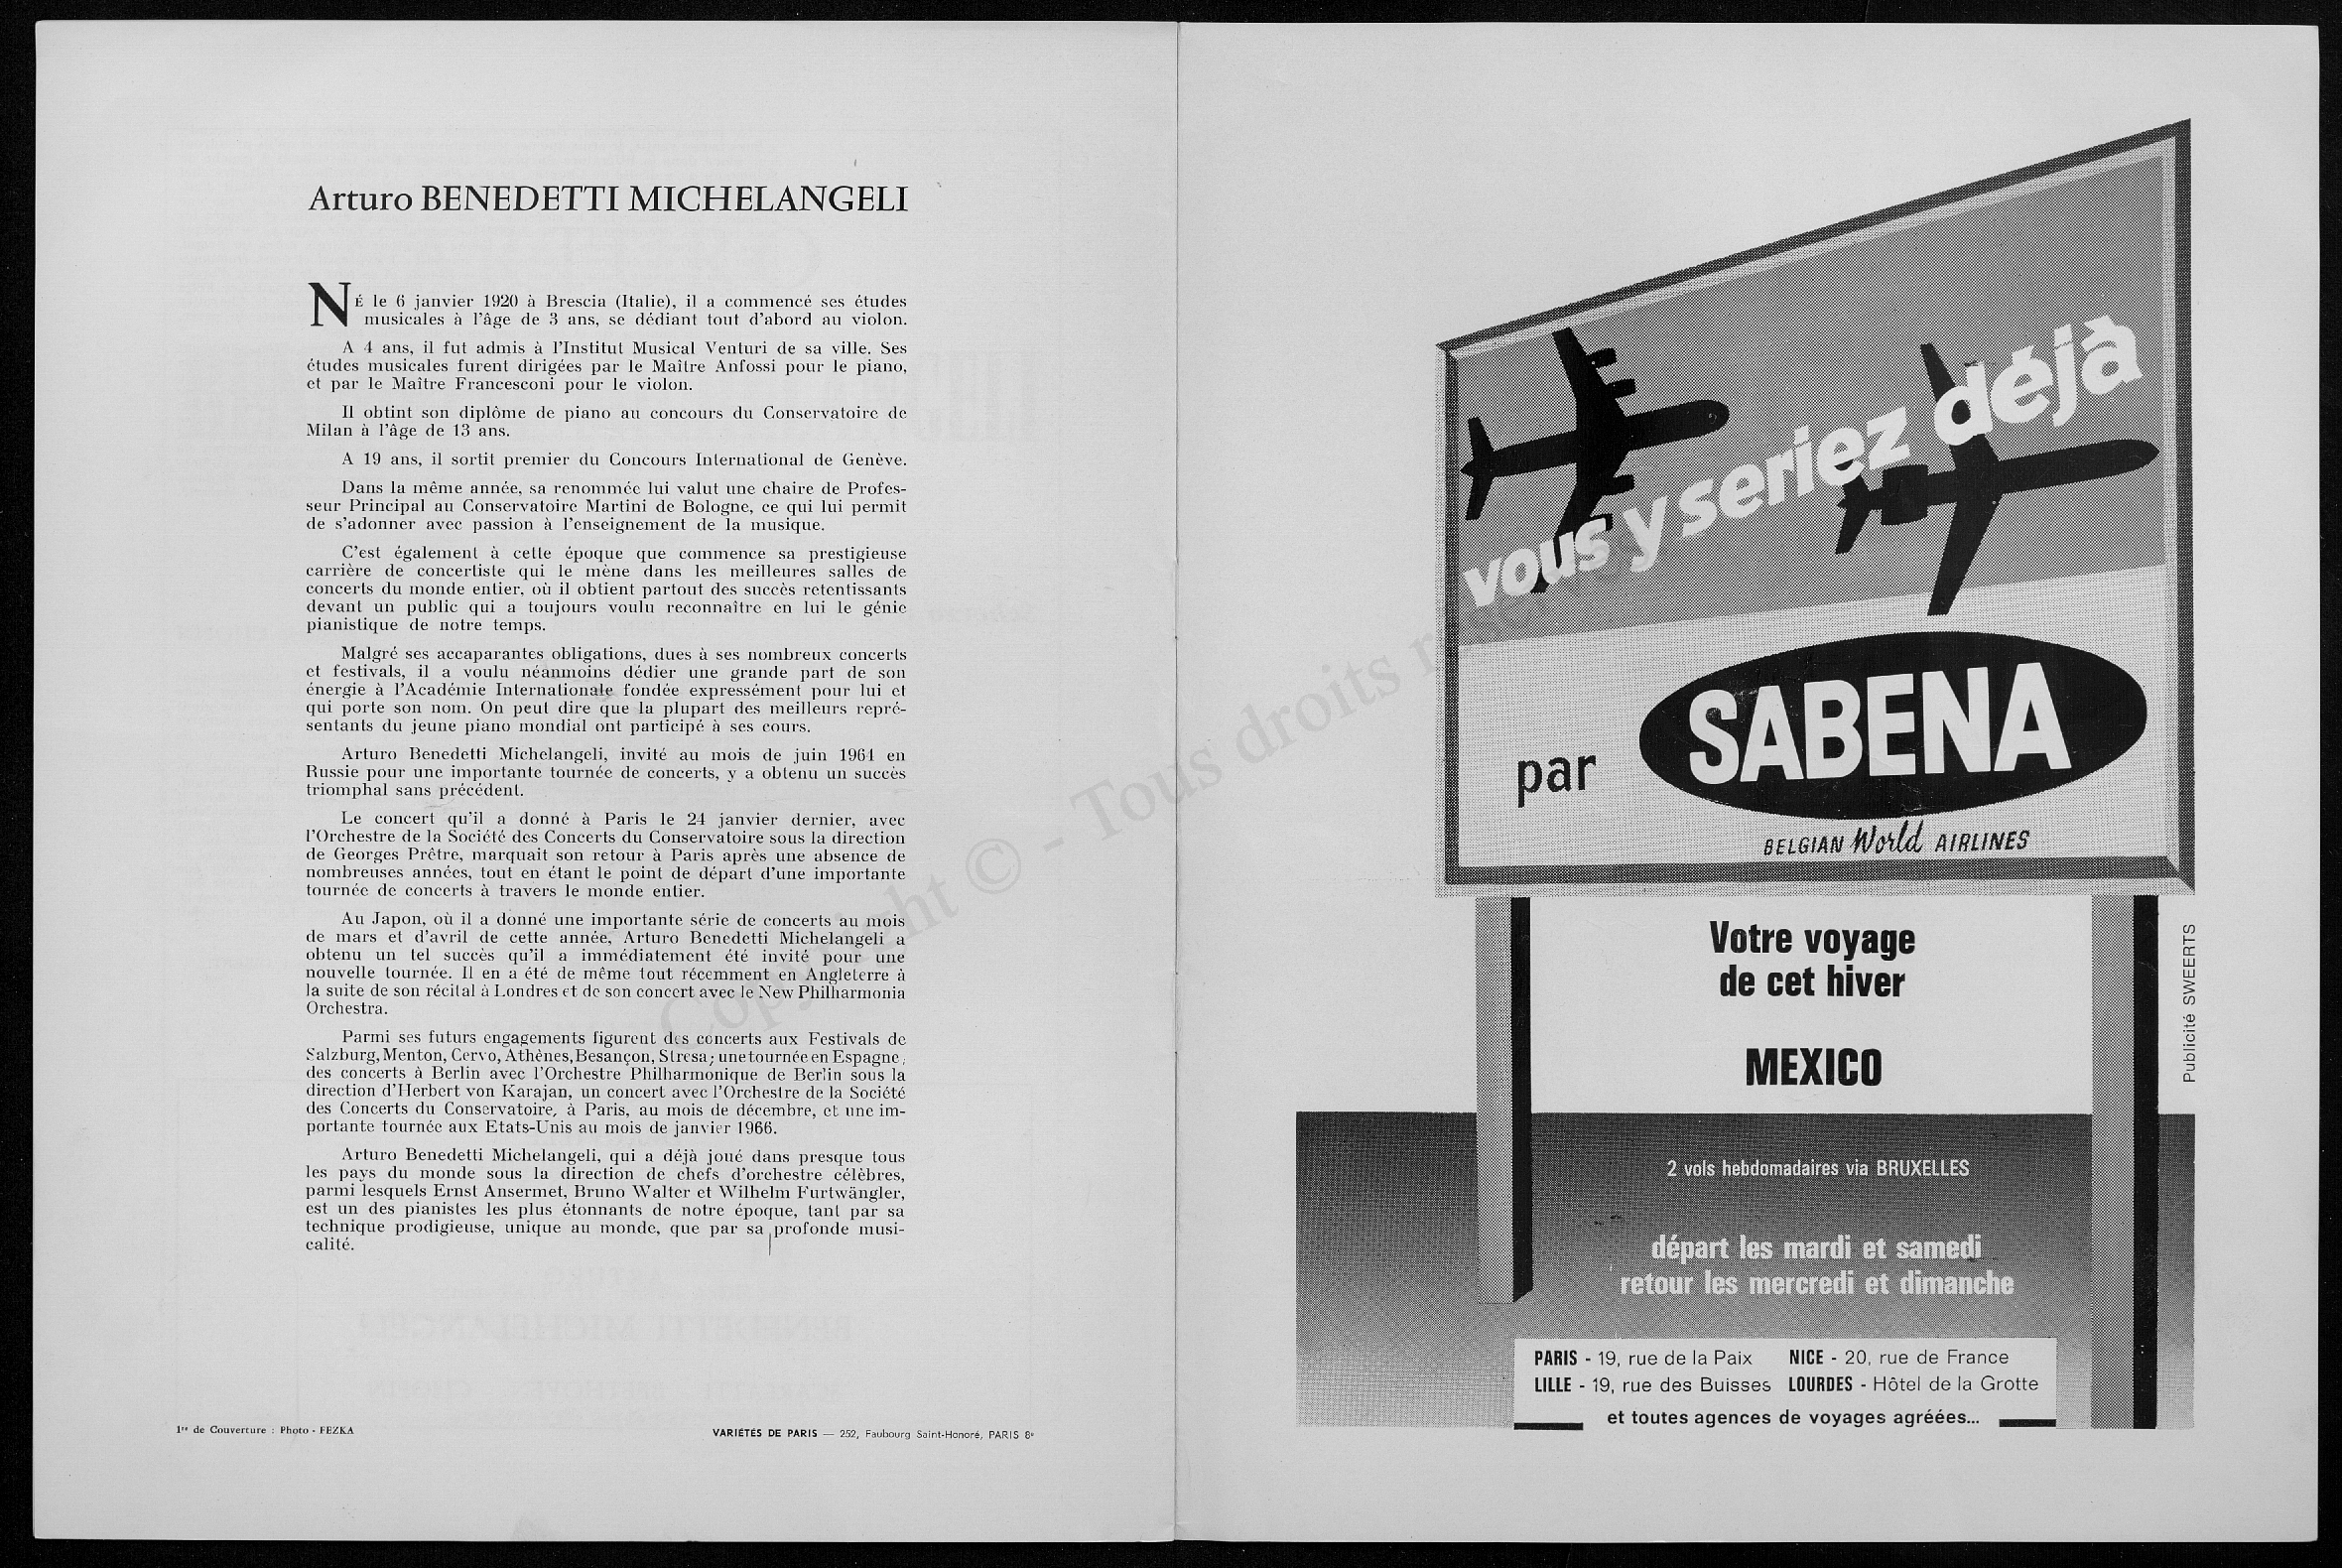 Arturo BENEDETTI MICHELANGELI
NÉ le 6 janvier 1920 à Brescia (Italie), il a commencé ses études
musicales à l'âge de 3 ans, se dédiant tout d'abord au violon.
A 4 ans, il fut admis à l'Institut Musical Venturi de sa ville. Ses
études musicales furent dirigées par le Maître Anfossi pour le piano,
et par le Maître Francesconi pour le violon.
Il obtint son diplôme de piano au concours du Conservatoire de
Milan à l'âge de 13 ans.
A 19 ans, il sortit premier du Concours International de Genève.
Dans la même année, sa renommée lui valut une chaire de Profes-
seur Principal au Conservatoire Martini de Bologne, ce qui lui permit
de s'adonner avec passion à l'enseignement de la musique.
C'est également à cette époque que commence sa prestigieuse
carrière de concertiste qui le mène dans les meilleures salles de
concerts du monde entier, où il obtient partout des succès retentissants
devant un public qui a toujours voulu reconnaître en lui le génie
pianistique de notre temps.
Malgré ses accaparantes obligations, dues à ses nombreux concerts
et festivals, il a voulu néanmoins dédier une grande part de son
énergie à l'Académie Internationale fondée expressément pour lui et
qui porte son nom. On peut dire que la plupart des meilleurs repré-
sentants du jeune piano mondial ont participé à ses cours.
Arturo Benedetti Michelangeli, invité au mois de juin 1964 en
Russie pour une importante tournée de concerts, y a obtenu un succès
triomphal sans précédent.
Le concert qu'il a donné à Paris le 24 janvier dernier, avec
l'Orchestre de la Société des Concerts du Conservatoire sous la direction
de Georges Prêtre, marquait son retour à Paris après une absence de
nombreuses années, tout en étant le point de départ d'une importante
tournée de concerts à travers le monde entier.
Au Japon, où il a donné une importante série de concerts au mois
de mars et d'avril de cette année, Arturo Benedetti Michelangeli a
obtenu un tel succès qu'il a immédiatement été invité pour une
nouvelle tournée. Il en a été de même tout récemment en Angleterre à
la suite de son récital à Londres et de son concert avec le New Philharmonia
Orchestra.
Parmi ses futurs engagements figurent des concerts aux Festivals de
Salzburg, Menton, Cervo, Athènes, Besançon, Stresa; une tournée en Espagne;
des concerts à Berlin avec l'Orchestre Philharmonique de Berlin sous la
direction d'Herbert von Karajan, un concert avec l'Orchestre de la Société
des Concerts du Conservatoire, à Paris, au mois de décembre, et une im-
portante tournée aux Etats-Unis au mois de janvier 1966.
Arturo Benedetti Michelangeli, qui a déjà joué dans presque tous
les pays du monde sous la direction de chefs d'orchestre célèbres,
parmi lesquels Ernst Ansermet, Bruno Walter et Wilhelm Furtwängler,
est un des pianistes les plus étonnants de notre époque, tant par sa
technique prodigieuse, unique au monde, que par sa profonde musi-
calité.
1re de Couverture : Photo - FEZKA
VARIÉTÉS DE PARIS — 252, Faubourg Saint-Honoré, PARIS 8e
Copyright © - Tous droits r
vous y seriez déjà
par SABENA
BELGIAN World AIRLINES
Votre voyage
de cet hiver
MEXICO
Publicité SWEERTS
2 vols hebdomadaires via BRUXELLES
départ les mardi et samedi
retour les mercredi et dimanche
PARIS - 19, rue de la Paix NICE - 20, rue de France
LILLE - 19, rue des Buisses LOURDES - Hôtel de la Grotte
et toutes agences de voyages agréées...